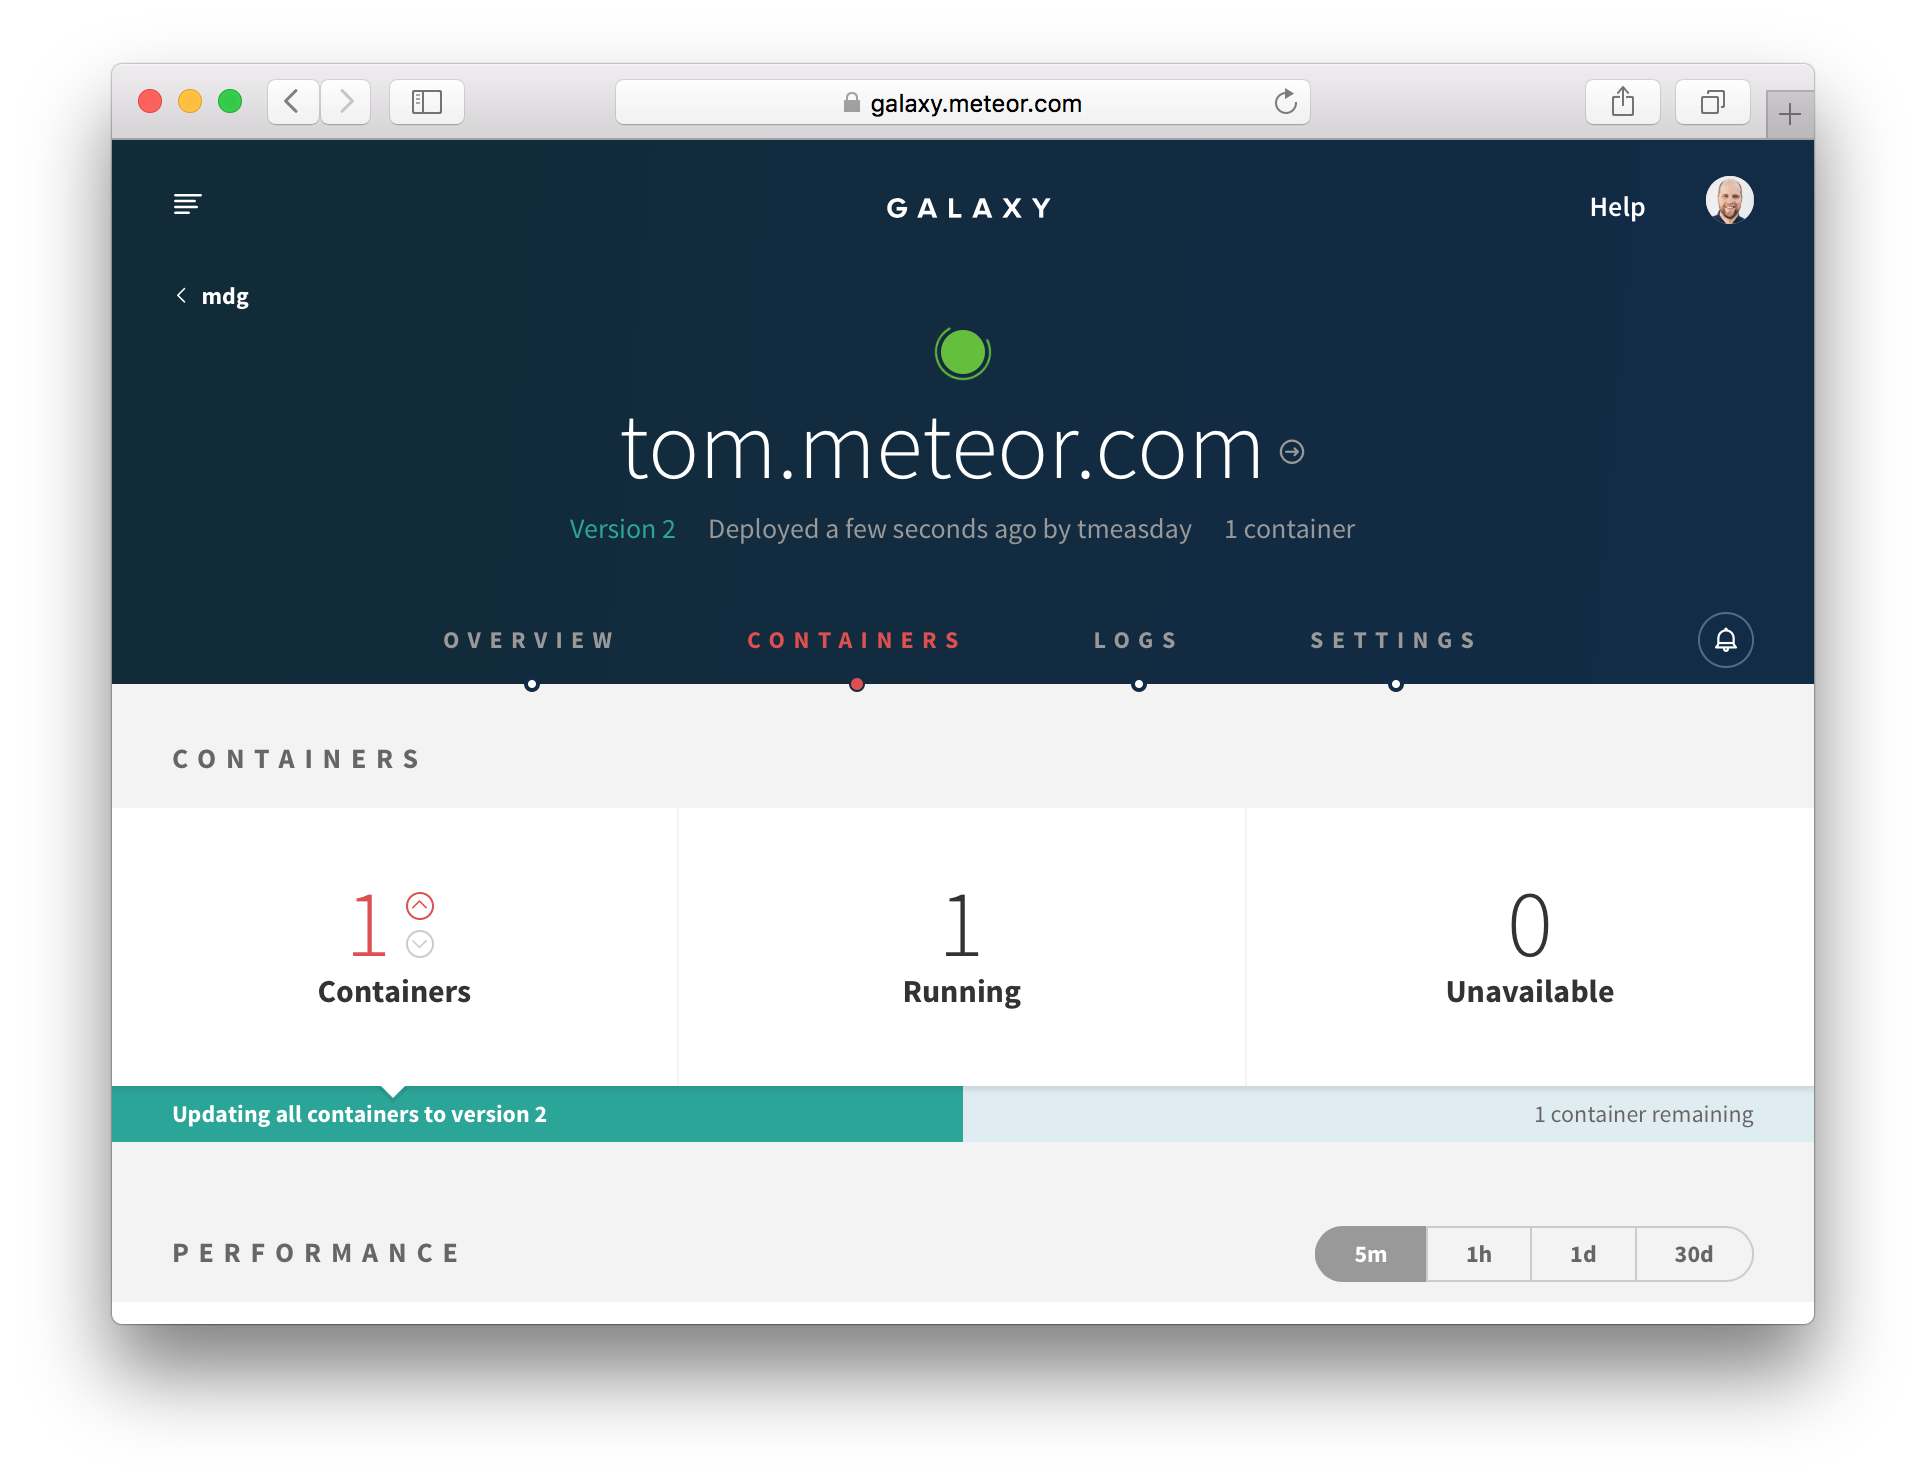 galaxy.meteor.com
GALAXY
Help
mdg
tom.meteor.com
Version 2 Deployed a few seconds ago by tmeasday 1 container
OVERVIEW CONTAINERS LOGS SETTINGS
CONTAINERS
1 1 0
Containers Running Unavailable
Updating all containers to version 2 1 container remaining
PERFORMANCE 5m 1h 1d 30d